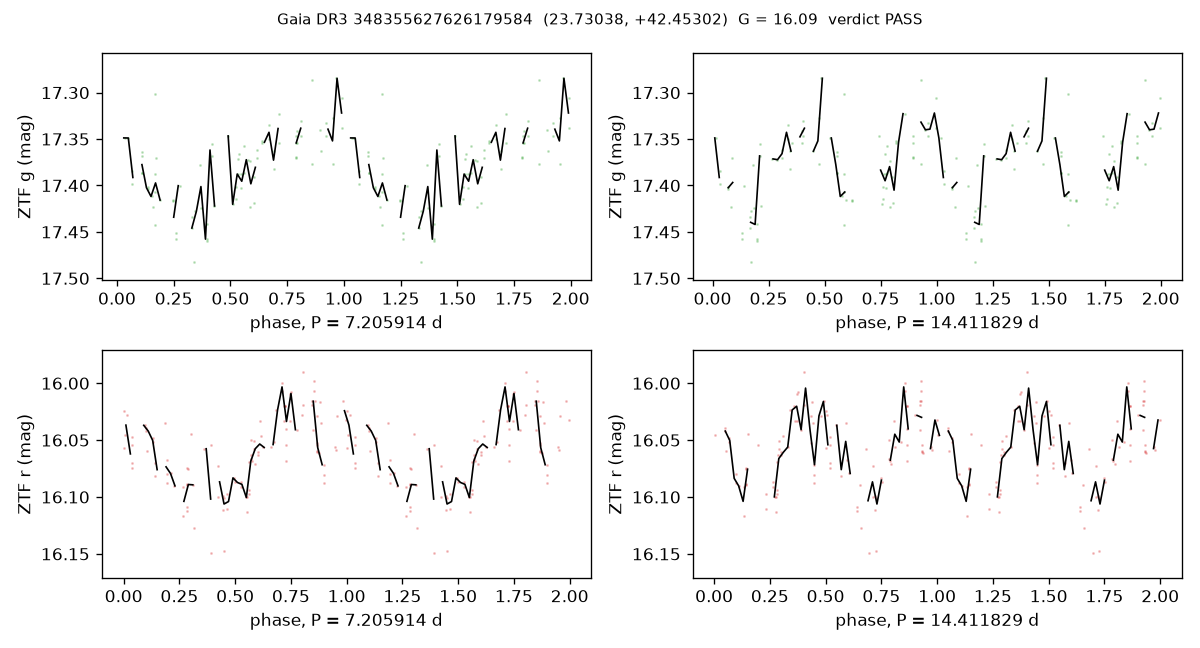 Gaia DR3 348355627626179584 (23.73038, +42.45302) G = 16.09 verdict PASS
ZTF g (mag)
17.30
17.35
17.40
17.45
17.50
0.00 0.25 0.50 0.75 1.00 1.25 1.50 1.75 2.00
phase, P = 7.205914 d
ZTF g (mag)
17.30
17.35
17.40
17.45
17.50
0.00 0.25 0.50 0.75 1.00 1.25 1.50 1.75 2.00
phase, P = 14.411829 d
ZTF r (mag)
16.00
16.05
16.10
16.15
0.00 0.25 0.50 0.75 1.00 1.25 1.50 1.75 2.00
phase, P = 7.205914 d
ZTF r (mag)
16.00
16.05
16.10
16.15
0.00 0.25 0.50 0.75 1.00 1.25 1.50 1.75 2.00
phase, P = 14.411829 d